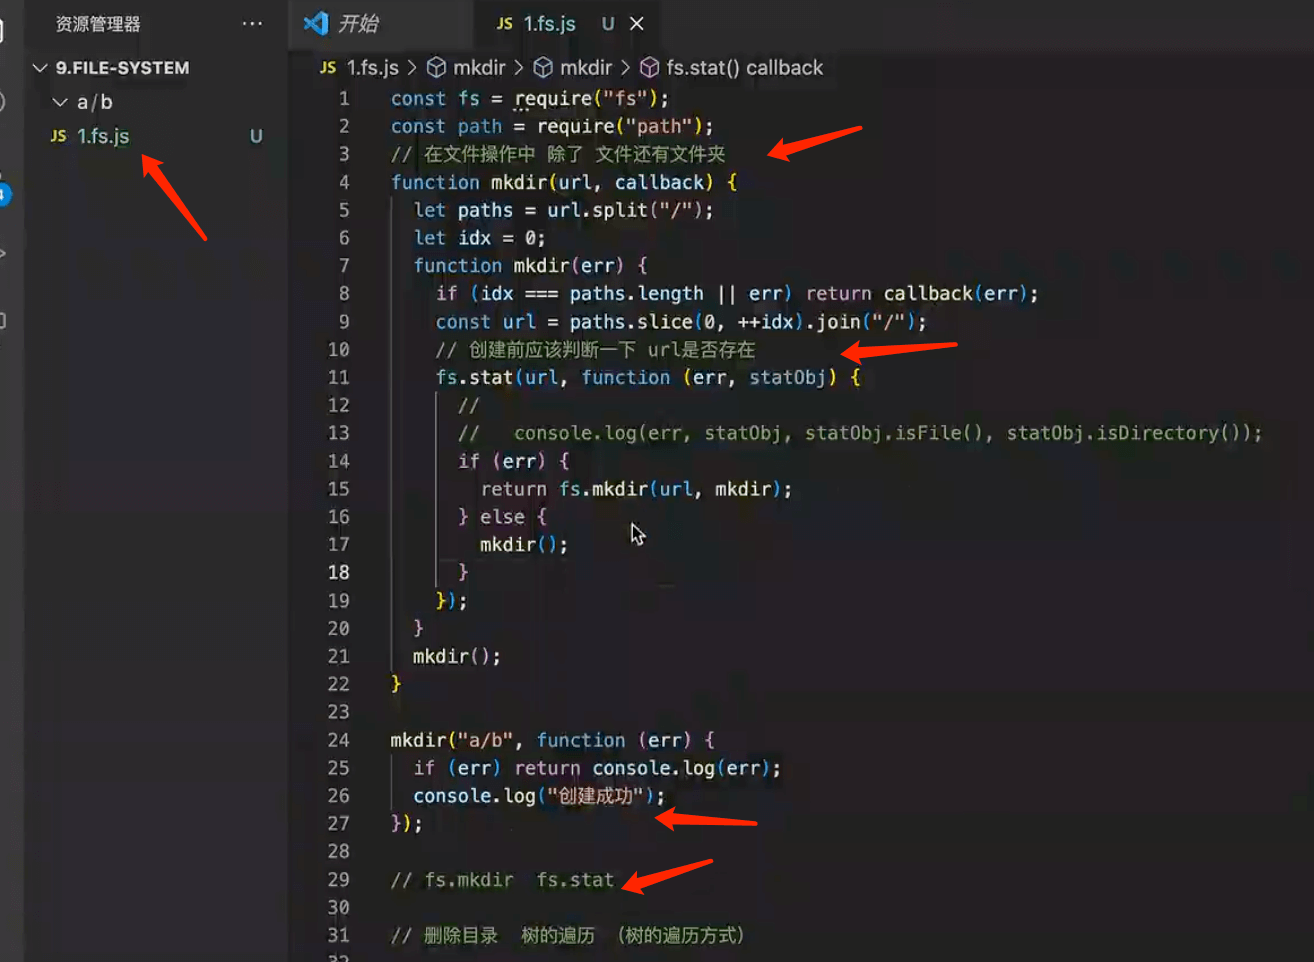 资源管理器 ···
9.FILE-SYSTEM
a/b
JS 1.fs.js U
开始
JS 1.fs.js U
JS 1.fs.js > mkdir > mkdir > fs.stat() callback
1 const fs = require("fs");
2 const path = require("path");
3 // 在文件操作中 除了 文件还有文件夹
4 function mkdir(url, callback) {
5 let paths = url.split("/");
6 let idx = 0;
7 function mkdir(err) {
8 if (idx === paths.length || err) return callback(err);
9 const url = paths.slice(0, ++idx).join("/");
10 // 创建前应该判断一下 url是否存在
11 fs.stat(url, function (err, statObj) {
12 //
13 // console.log(err, statObj, statObj.isFile(), statObj.isDirectory());
14 if (err) {
15 return fs.mkdir(url, mkdir);
16 } else {
17 mkdir();
18 }
19 });
20 }
21 mkdir();
22 }
23
24 mkdir("a/b", function (err) {
25 if (err) return console.log(err);
26 console.log("创建成功");
27 });
28
29 // fs.mkdir fs.stat
30
31 // 删除目录 树的遍历 （树的遍历方式）